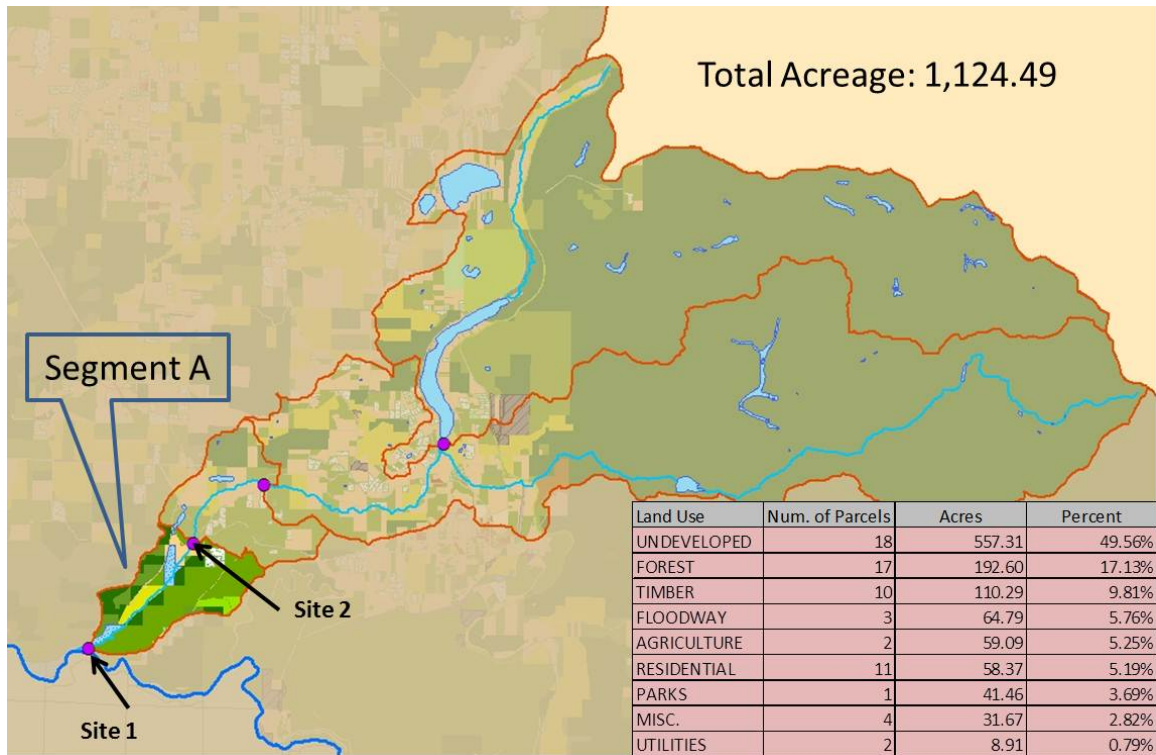 Total Acreage: 1,124.49
Segment A
Site 2
Site 1
Land Use Num. of Parcels Acres Percent
UNDEVELOPED 18 557.31 49.56%
FOREST 17 192.60 17.13%
TIMBER 10 110.29 9.81%
FLOODWAY 3 64.79 5.76%
AGRICULTURE 2 59.09 5.25%
RESIDENTIAL 11 58.37 5.19%
PARKS 1 41.46 3.69%
MISC. 4 31.67 2.82%
UTILITIES 2 8.91 0.79%